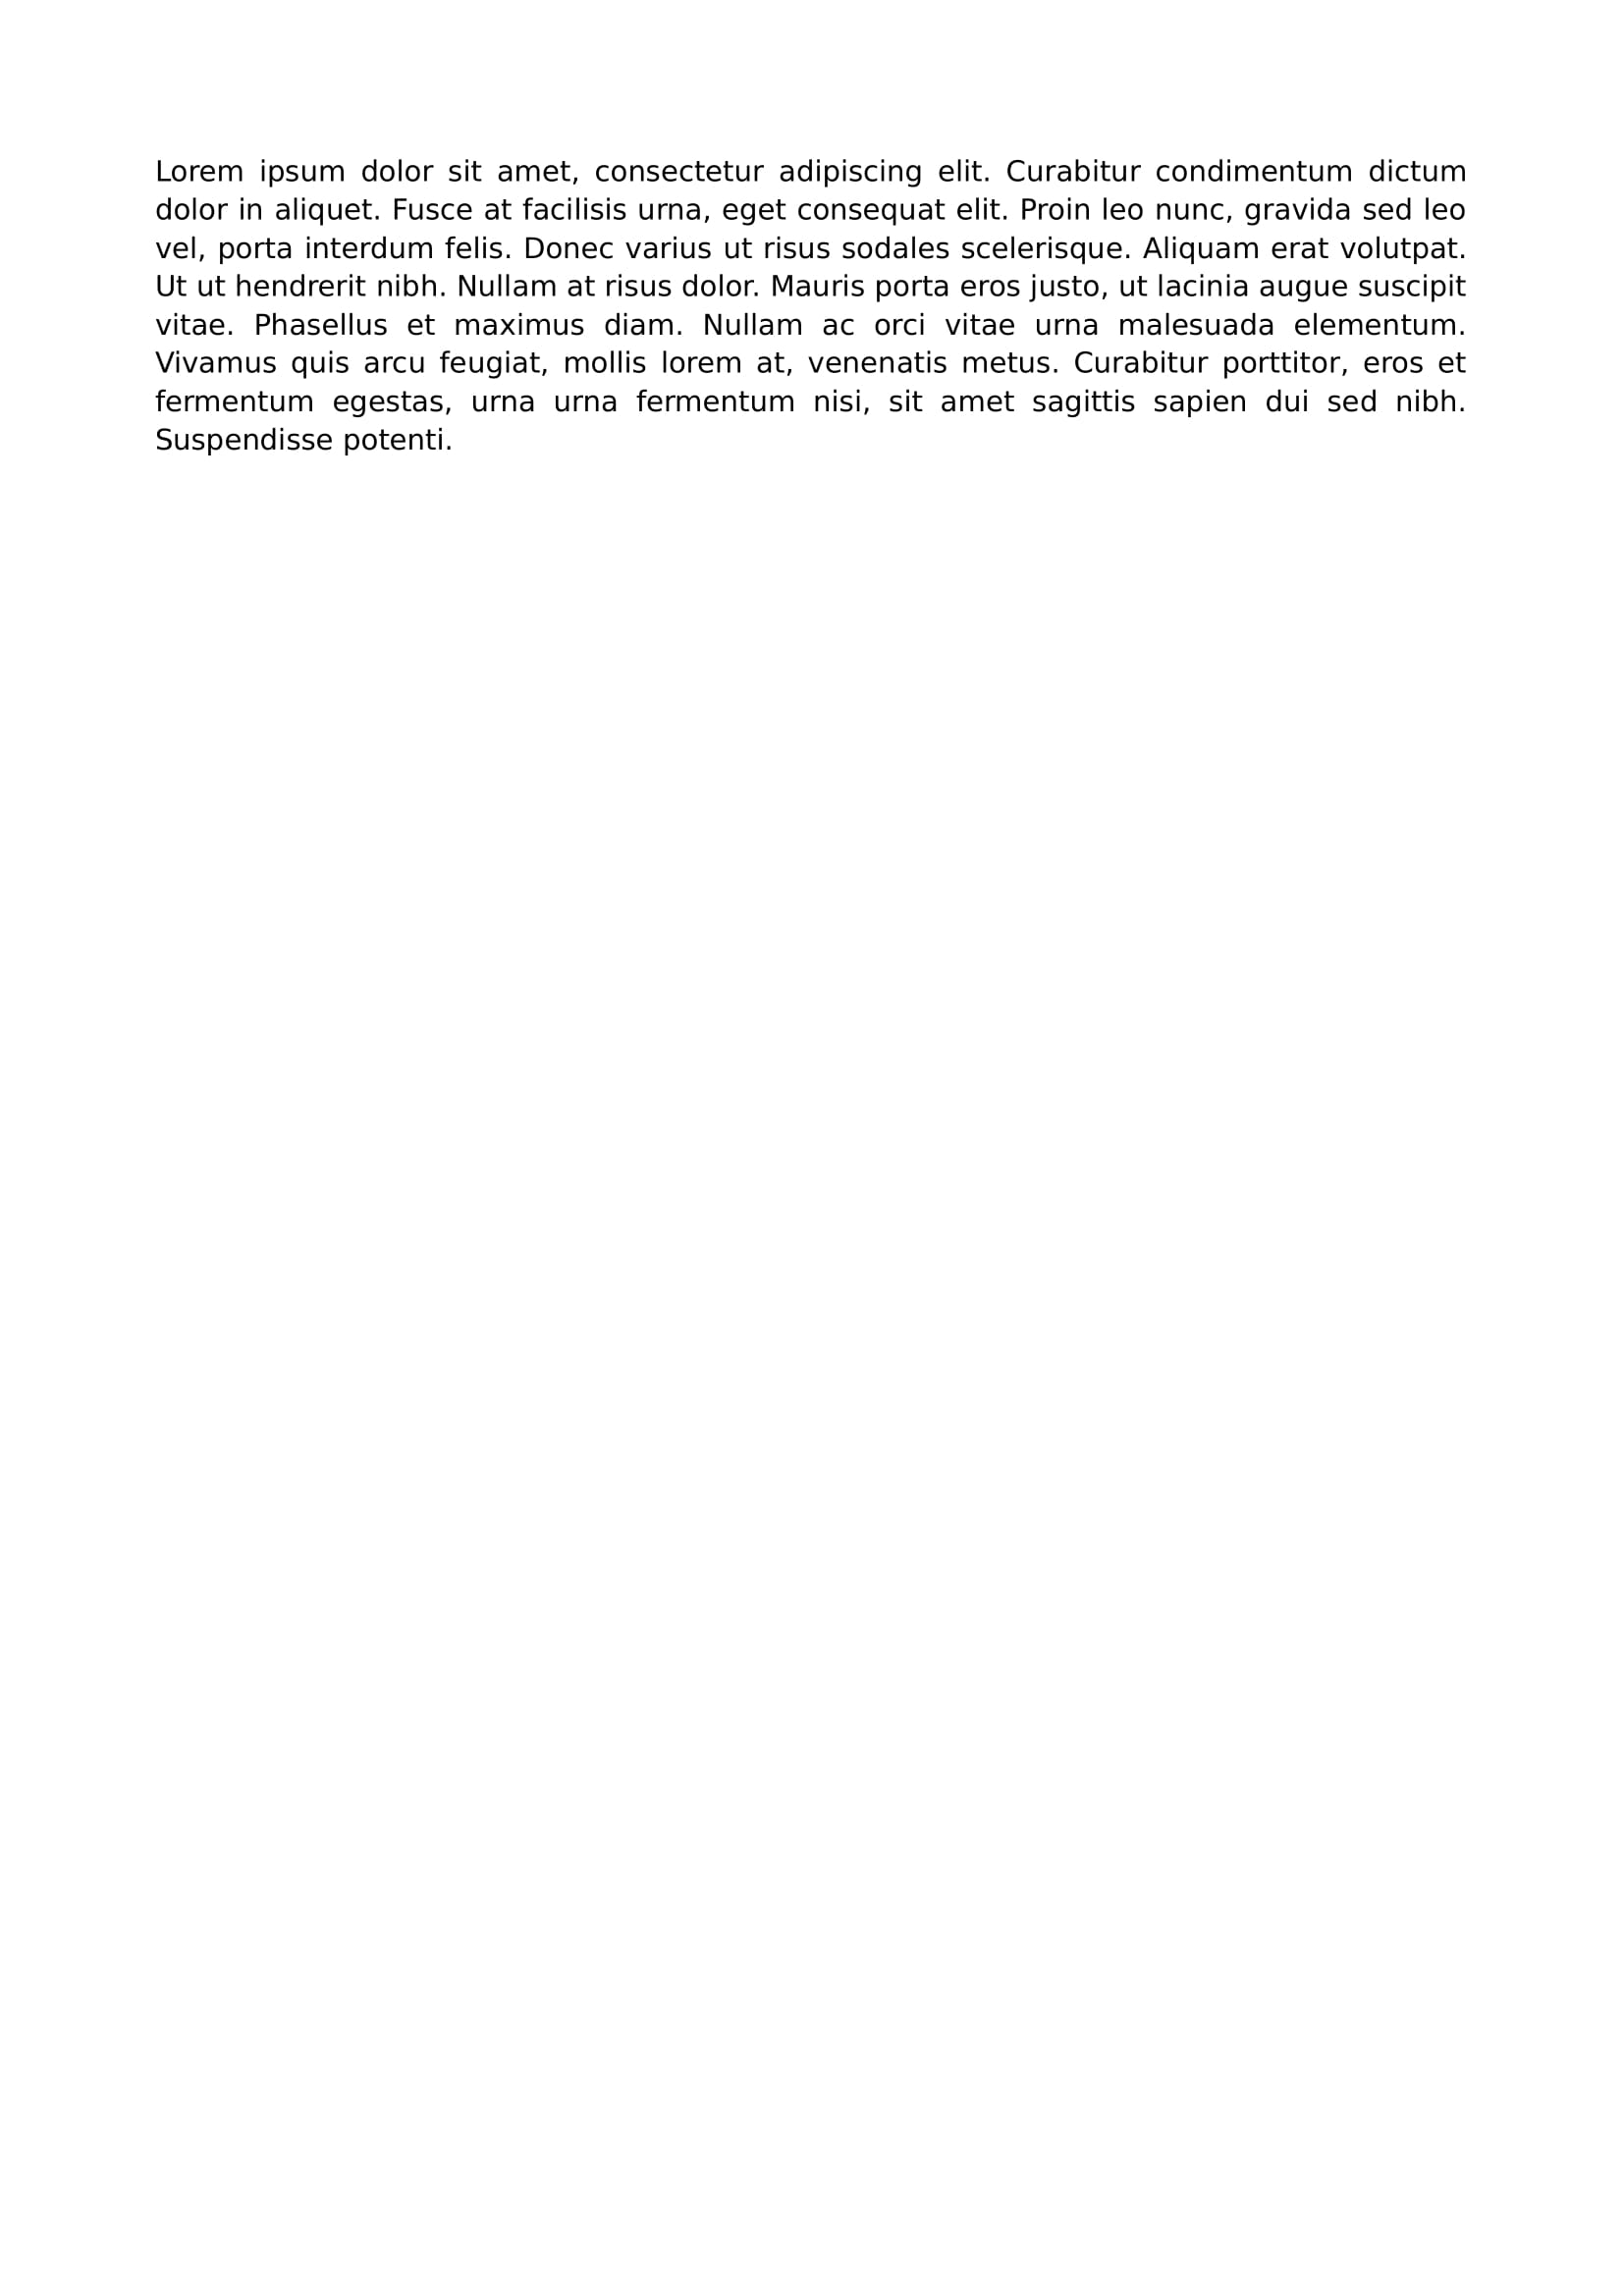 Lorem ipsum dolor sit amet, consectetur adipiscing elit. Curabitur condimentum dictum
dolor in aliquet. Fusce at facilisis urna, eget consequat elit. Proin leo nunc, gravida sed leo
vel, porta interdum felis. Donec varius ut risus sodales scelerisque. Aliquam erat volutpat.
Ut ut hendrerit nibh. Nullam at risus dolor. Mauris porta eros justo, ut lacinia augue suscipit
vitae. Phasellus et maximus diam. Nullam ac orci vitae urna malesuada elementum.
Vivamus quis arcu feugiat, mollis lorem at, venenatis metus. Curabitur porttitor, eros et
fermentum egestas, urna urna fermentum nisi, sit amet sagittis sapien dui sed nibh.
Suspendisse potenti.